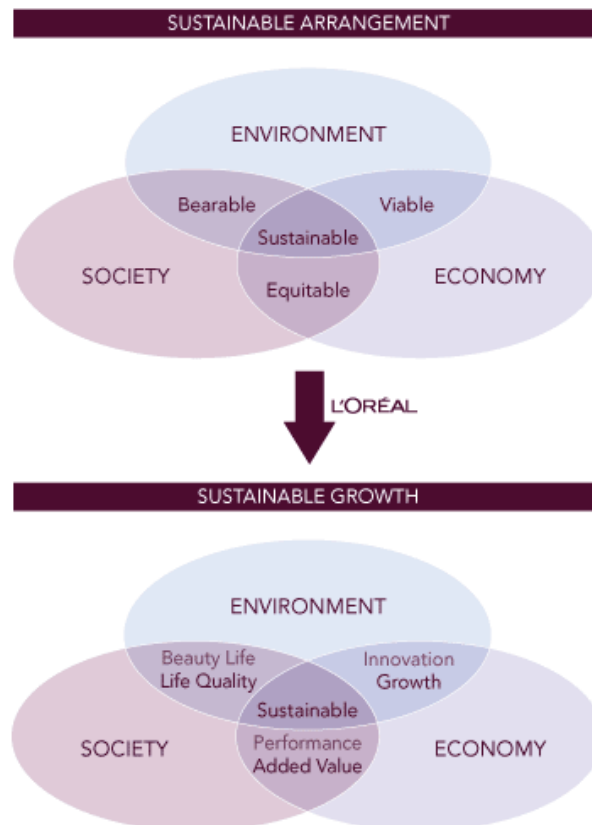 SUSTAINABLE ARRANGEMENT
ENVIRONMENT
Bearable
Viable
Sustainable
SOCIETY
ECONOMY
Equitable
L'ORÉAL
SUSTAINABLE GROWTH
ENVIRONMENT
Beauty Life
Life Quality
Innovation
Growth
Sustainable
SOCIETY
Performance
Added Value
ECONOMY